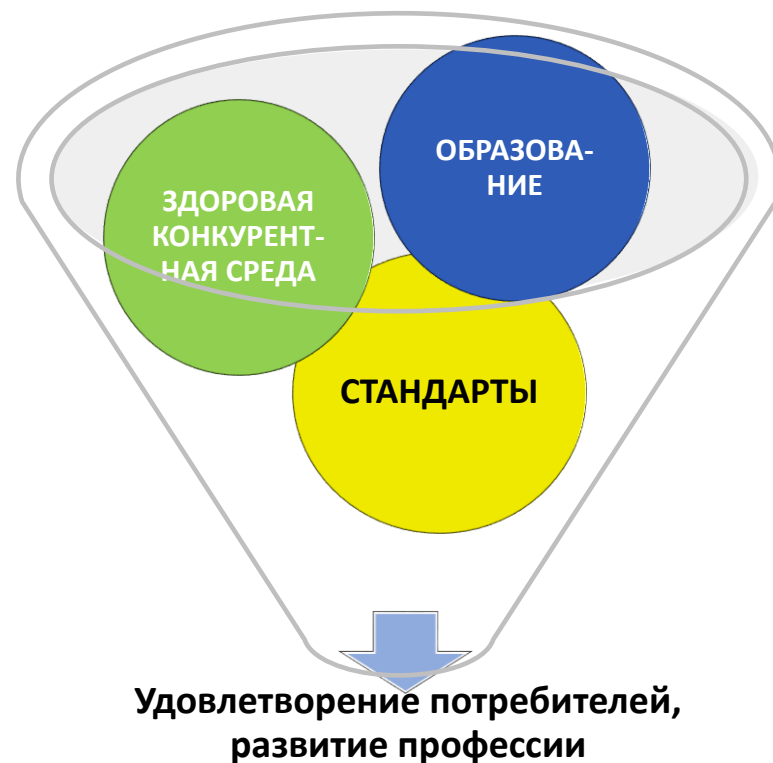 ОБРАЗОВА-
НИЕ
ЗДОРОВАЯ
КОНКУРЕНТ-
НАЯ СРЕДА
СТАНДАРТЫ
Удовлетворение потребителей,
развитие профессии